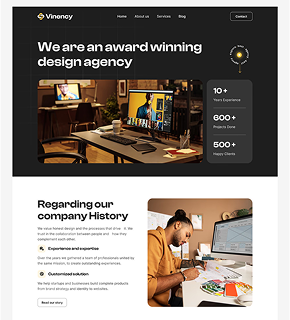 Vinency
Home About us Services Blog Contact
We are an award winning
design agency
10 +
Years Experience
600 +
Projects Done
500 +
Happy Clients
Regarding our
company History
We value honest design and the processes that drive it. We
trust in the collaboration between people and how they
complement each other.
Experience and expertise
Over the years we gathered a team of professionals united by
the same mission, to create outstanding experiences.
Customized solution
We help startups and businesses build complete products
from brand strategy and identity to websites.
Read our story